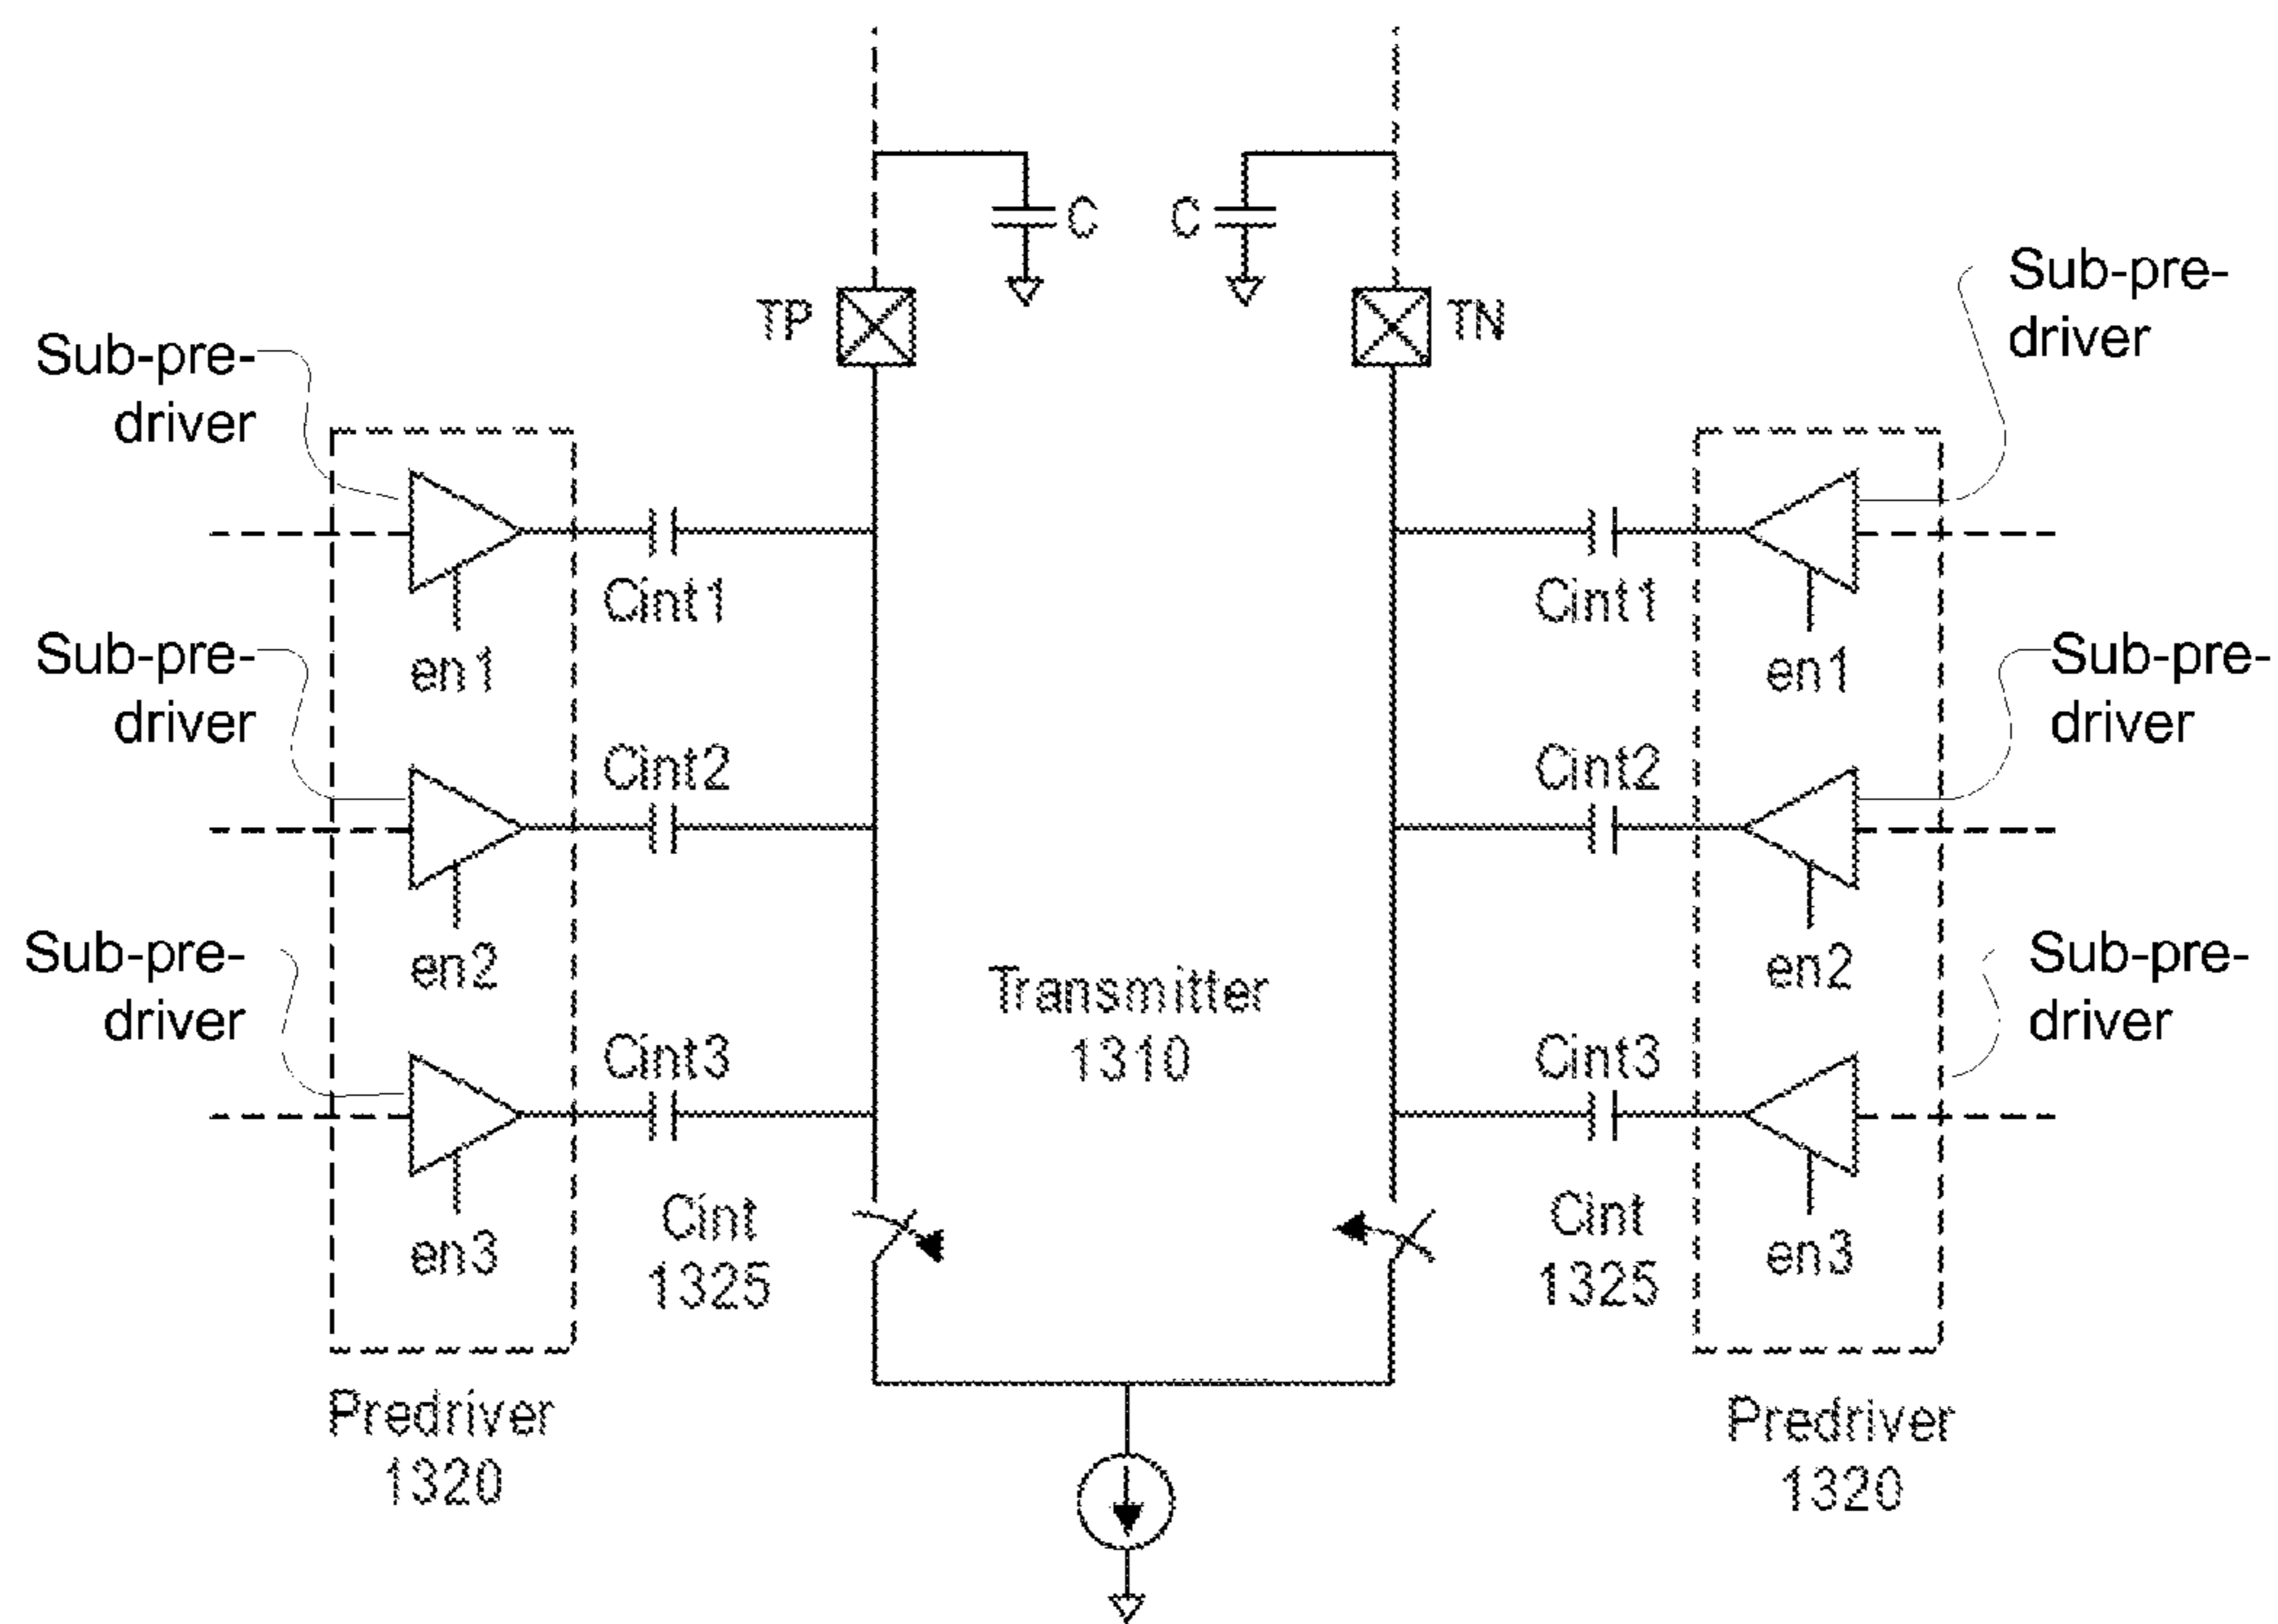 C
C
TP
TN
Sub-pre-
driver
Sub-pre-
driver
Cint1
Cint1
en1
en1
Sub-pre-
driver
Sub-pre-
driver
Cint2
Cint2
en2
en2
Sub-pre-
driver
Sub-pre-
driver
Transmitter
1310
Cint3
Cint3
en3
en3
Cint
1325
Cint
1325
Predriver
1320
Predriver
1320